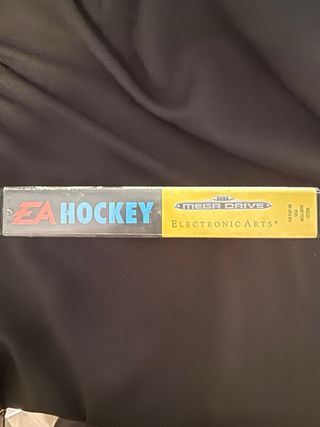 EA HOCKEY
SEGA
MEGA DRIVE
ELECTRONIC ARTS®